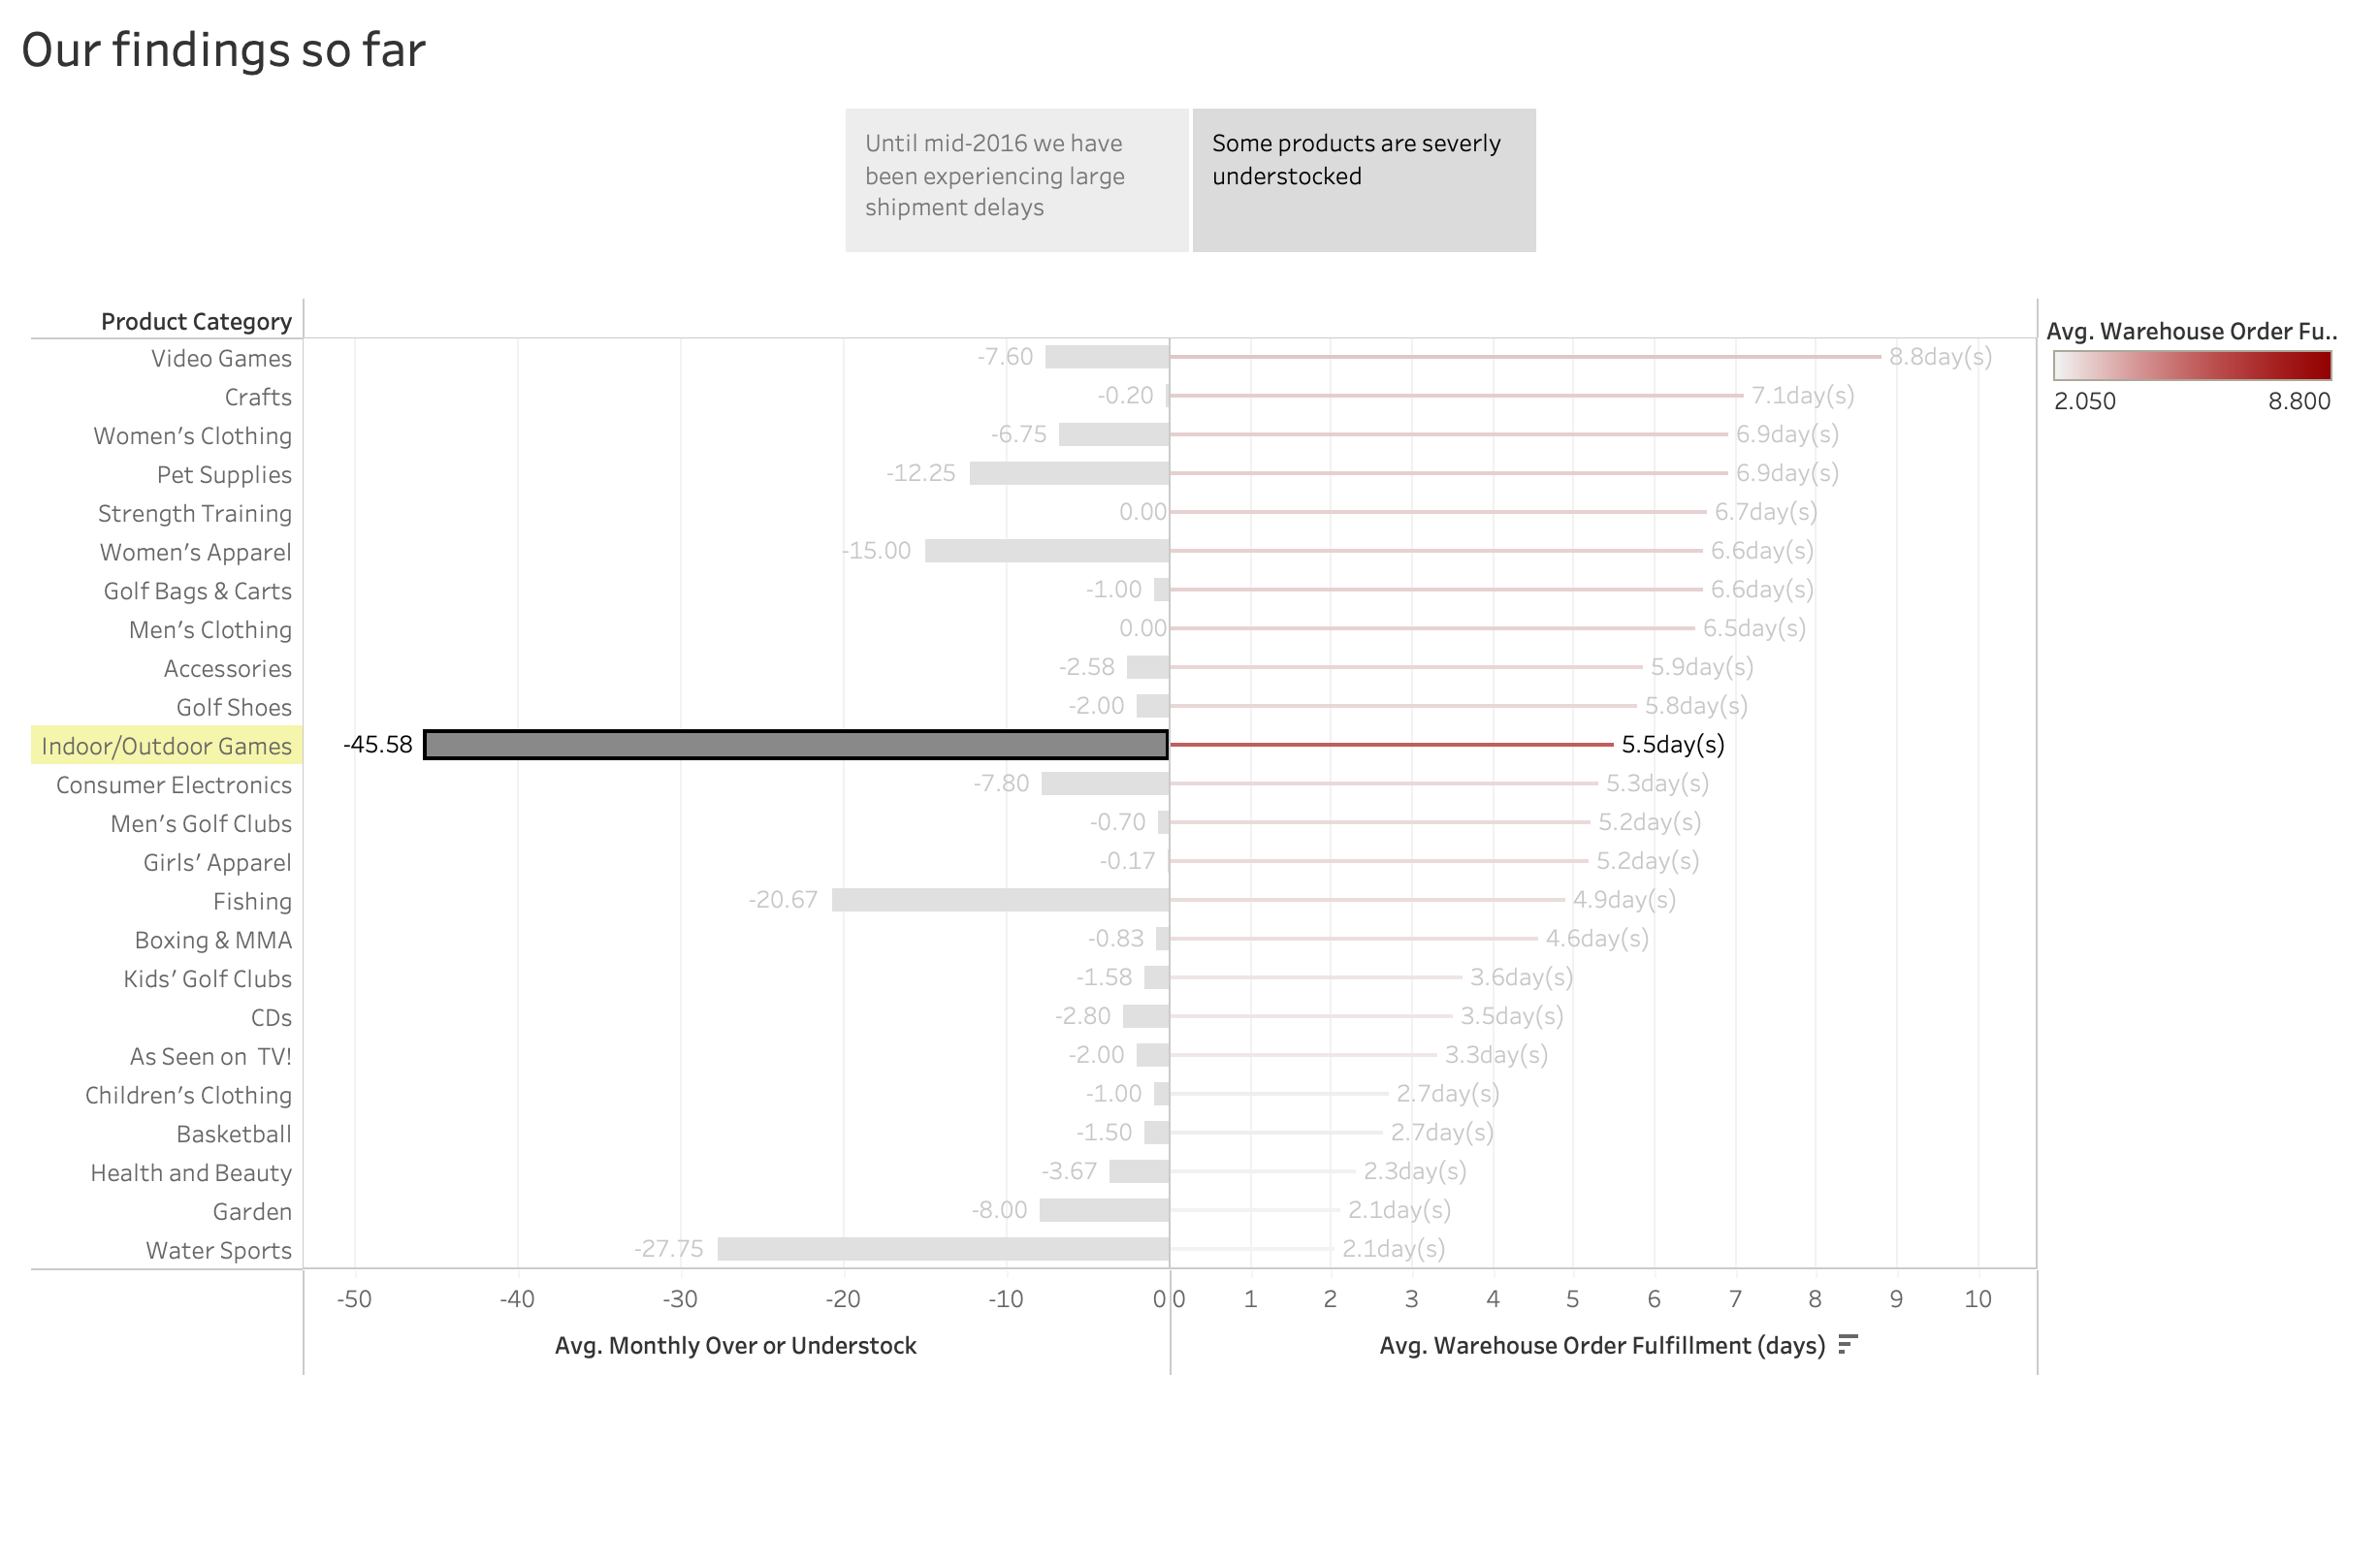 Our findings so far
Until mid-2016 we have
been experiencing large
shipment delays
Some products are severly
understocked
Product Category
Avg. Warehouse Order Fu..
2.050 8.800
Video Games -7.60 8.8day(s)
Crafts -0.20 7.1day(s)
Women's Clothing -6.75 6.9day(s)
Pet Supplies -12.25 6.9day(s)
Strength Training 0.00 6.7day(s)
Women's Apparel -15.00 6.6day(s)
Golf Bags & Carts -1.00 6.6day(s)
Men's Clothing 0.00 6.5day(s)
Accessories -2.58 5.9day(s)
Golf Shoes -2.00 5.8day(s)
Indoor/Outdoor Games -45.58 5.5day(s)
Consumer Electronics -7.80 5.3day(s)
Men's Golf Clubs -0.70 5.2day(s)
Girls' Apparel -0.17 5.2day(s)
Fishing -20.67 4.9day(s)
Boxing & MMA -0.83 4.6day(s)
Kids' Golf Clubs -1.58 3.6day(s)
CDs -2.80 3.5day(s)
As Seen on  TV! -2.00 3.3day(s)
Children's Clothing -1.00 2.7day(s)
Basketball -1.50 2.7day(s)
Health and Beauty -3.67 2.3day(s)
Garden -8.00 2.1day(s)
Water Sports -27.75 2.1day(s)
-50 -40 -30 -20 -10 0 0 1 2 3 4 5 6 7 8 9 10
Avg. Monthly Over or Understock Avg. Warehouse Order Fulfillment (days)